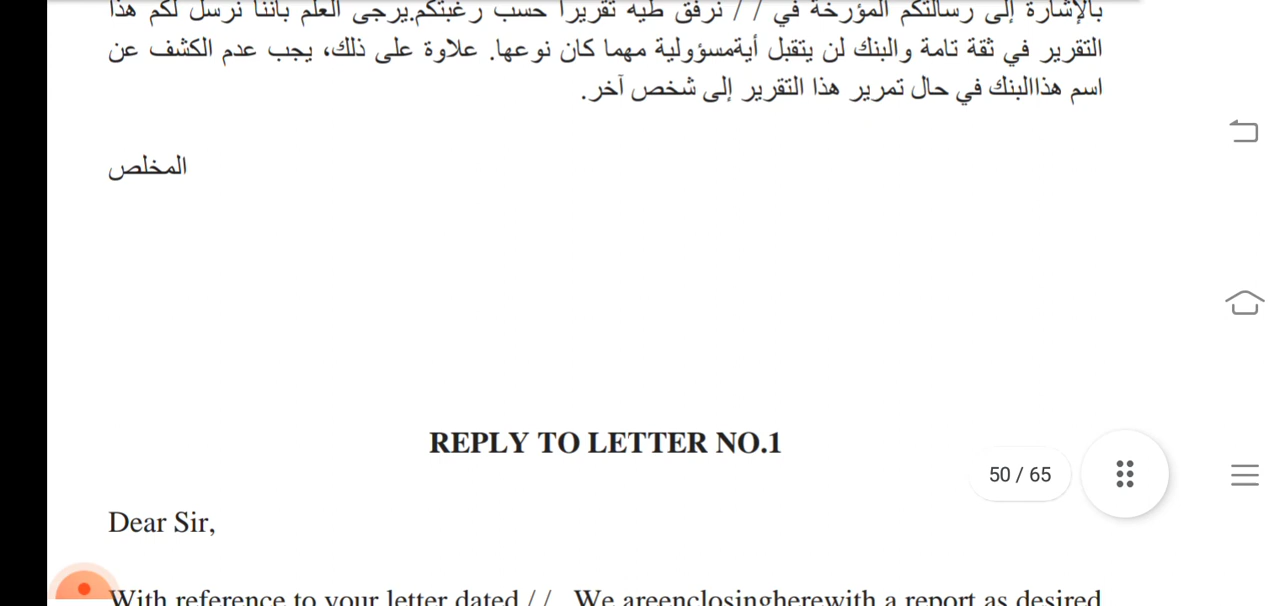 بالإشارة إلى رسالتكم المؤرخة في / / نرفق طيه تقريرا حسب رغبتكم.يرجى العلم بأننا نرسل لكم هذا
التقرير في ثقة تامة والبنك لن يتقبل أيةمسؤولية مهما كان نوعها. علاوة على ذلك، يجب عدم الكشف عن
اسم هذاالبنك في حال تمرير هذا التقرير إلى شخص آخر.
المخلص
REPLY TO LETTER NO.1
50 / 65
Dear Sir,
With reference to your letter dated / / We areenclosingherewith a report as desired